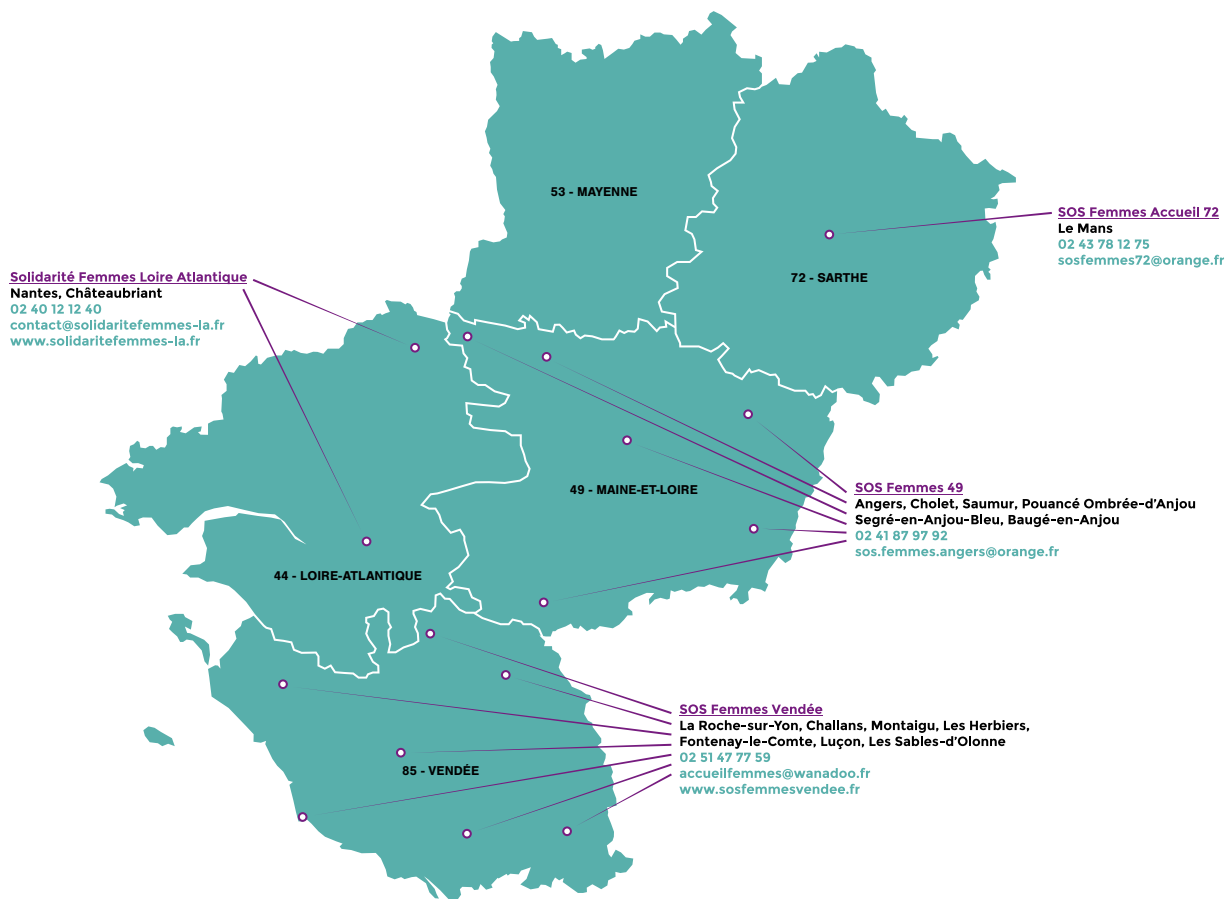 53 - MAYENNE
SOS Femmes Accueil 72
Le Mans
02 43 78 12 75
sosfemmes72@orange.fr
72 - SARTHE
Solidarité Femmes Loire Atlantique
Nantes, Châteaubriant
02 40 12 12 40
contact@solidaritefemmes-la.fr
www.solidaritefemmes-la.fr
49 - MAINE-ET-LOIRE
SOS Femmes 49
Angers, Cholet, Saumur, Pouancé Ombrée-d'Anjou
Segré-en-Anjou-Bleu, Baugé-en-Anjou
02 41 87 97 92
sos.femmes.angers@orange.fr
44 - LOIRE-ATLANTIQUE
SOS Femmes Vendée
La Roche-sur-Yon, Challans, Montaigu, Les Herbiers,
Fontenay-le-Comte, Luçon, Les Sables-d'Olonne
02 51 47 77 59
accueilfemmes@wanadoo.fr
www.sosfemmesvendee.fr
85 - VENDÉE